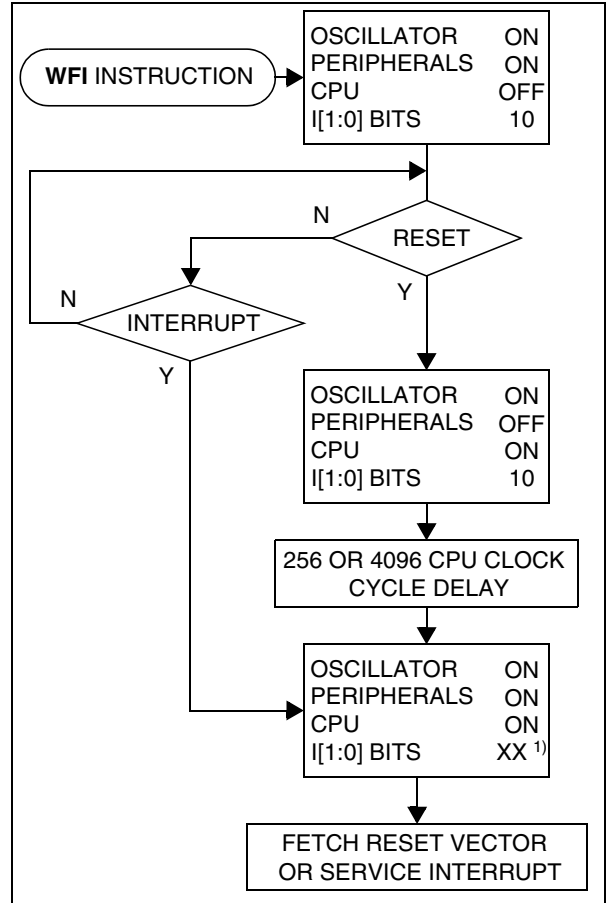 WFI INSTRUCTION
OSCILLATOR ON
PERIPHERALS ON
CPU OFF
I[1:0] BITS 10
N
RESET
N
Y
INTERRUPT
Y
OSCILLATOR ON
PERIPHERALS OFF
CPU ON
I[1:0] BITS 10
256 OR 4096 CPU CLOCK
CYCLE DELAY
OSCILLATOR ON
PERIPHERALS ON
CPU ON
I[1:0] BITS XX 1)
FETCH RESET VECTOR
OR SERVICE INTERRUPT